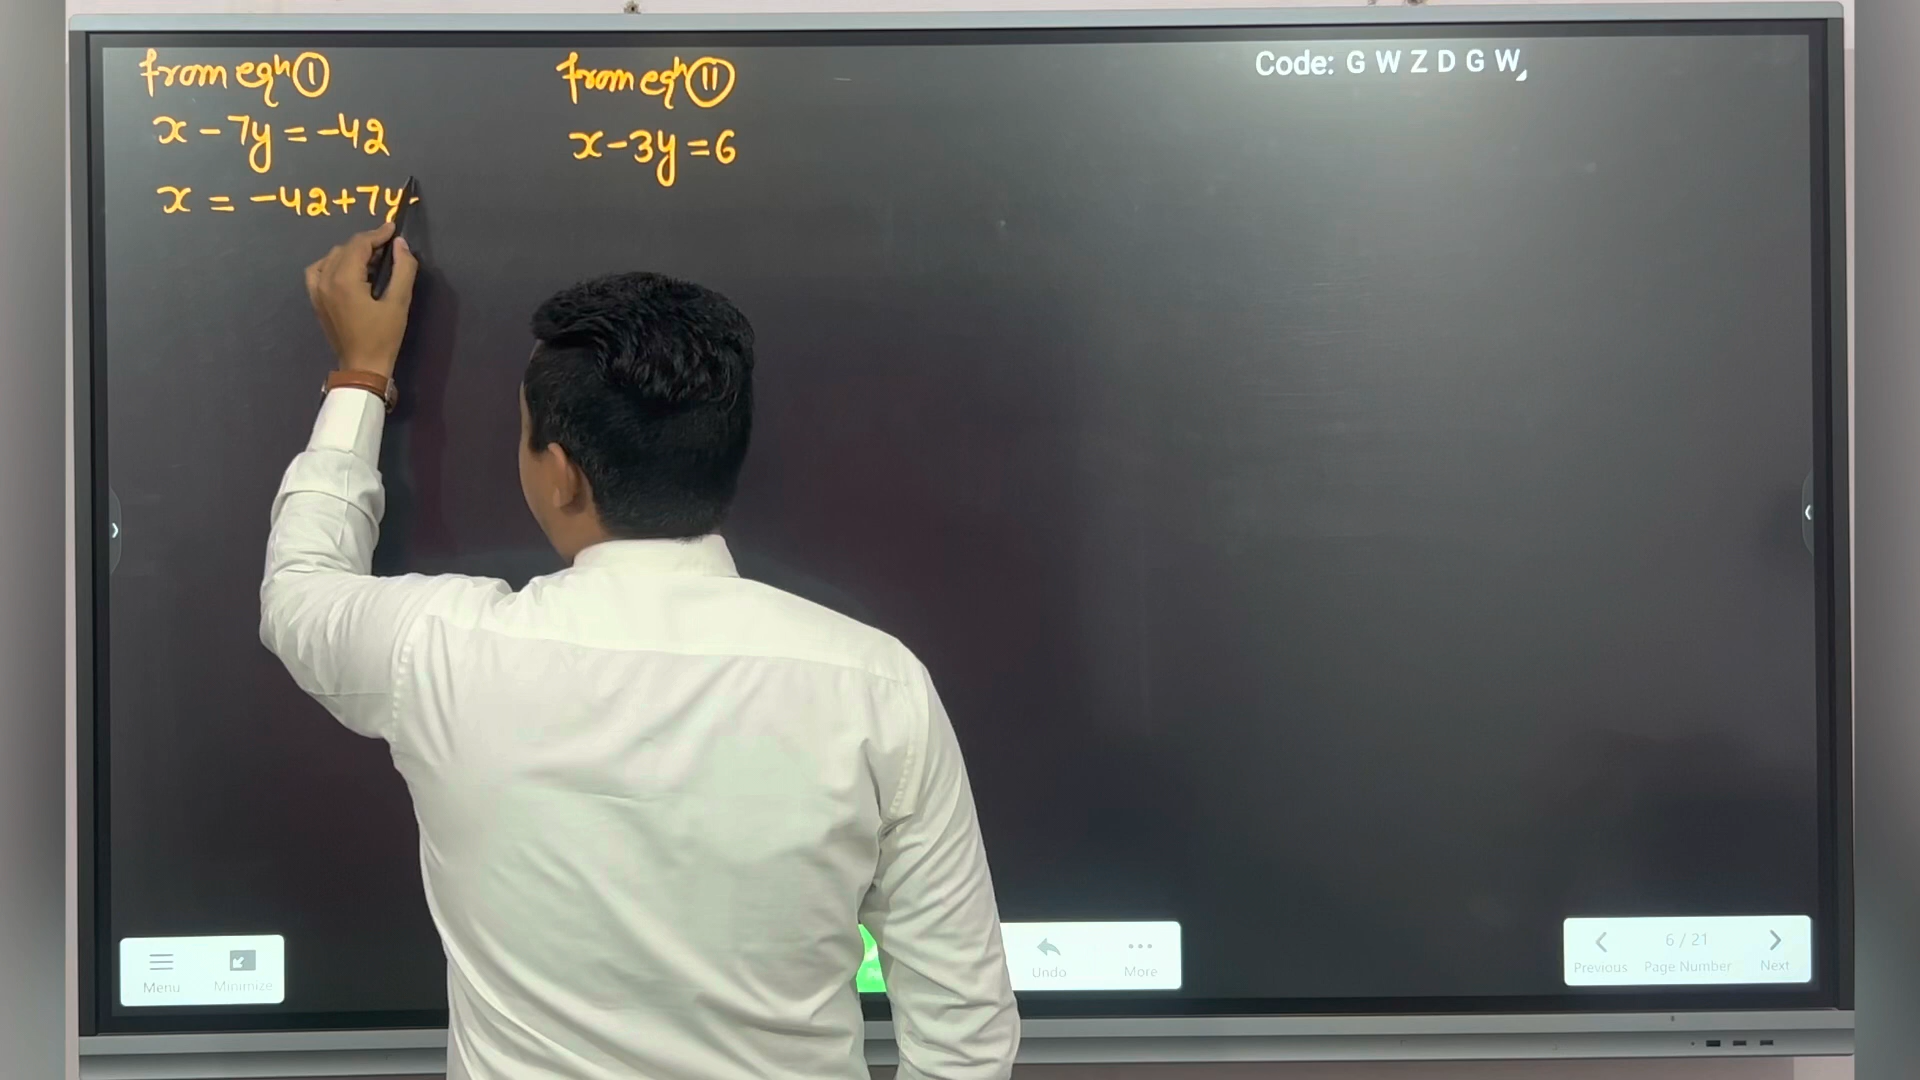 from eqⁿ (I)
x - 7y = -42
x = -42+7y
from eqⁿ (II)
x-3y=6
Code: G W Z D G W
Menu
Minimize
Undo
More
Previous
6 / 21
Page Number
Next